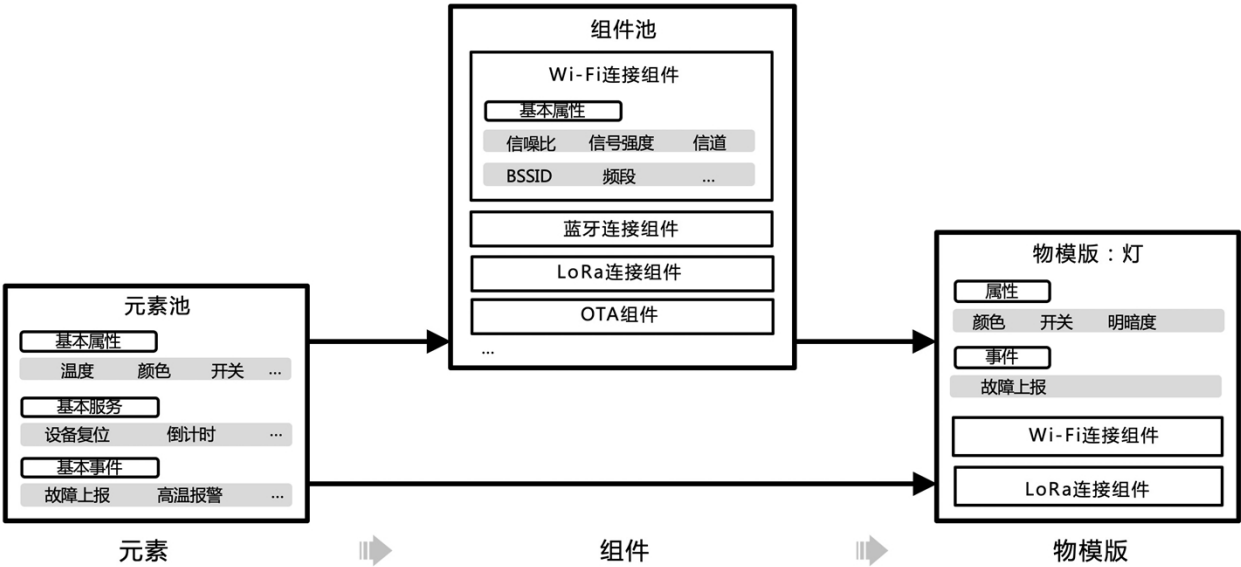 组件池
Wi-Fi连接组件
基本属性
信噪比 信号强度 信道
BSSID 频段 ...
蓝牙连接组件
LoRa连接组件
OTA组件
...
元素池
基本属性
温度 颜色 开关 ...
基本服务
设备复位 倒计时 ...
基本事件
故障上报 高温报警 ...
物模版：灯
属性
颜色 开关 明暗度
事件
故障上报
Wi-Fi连接组件
LoRa连接组件
元素 组件 物模版